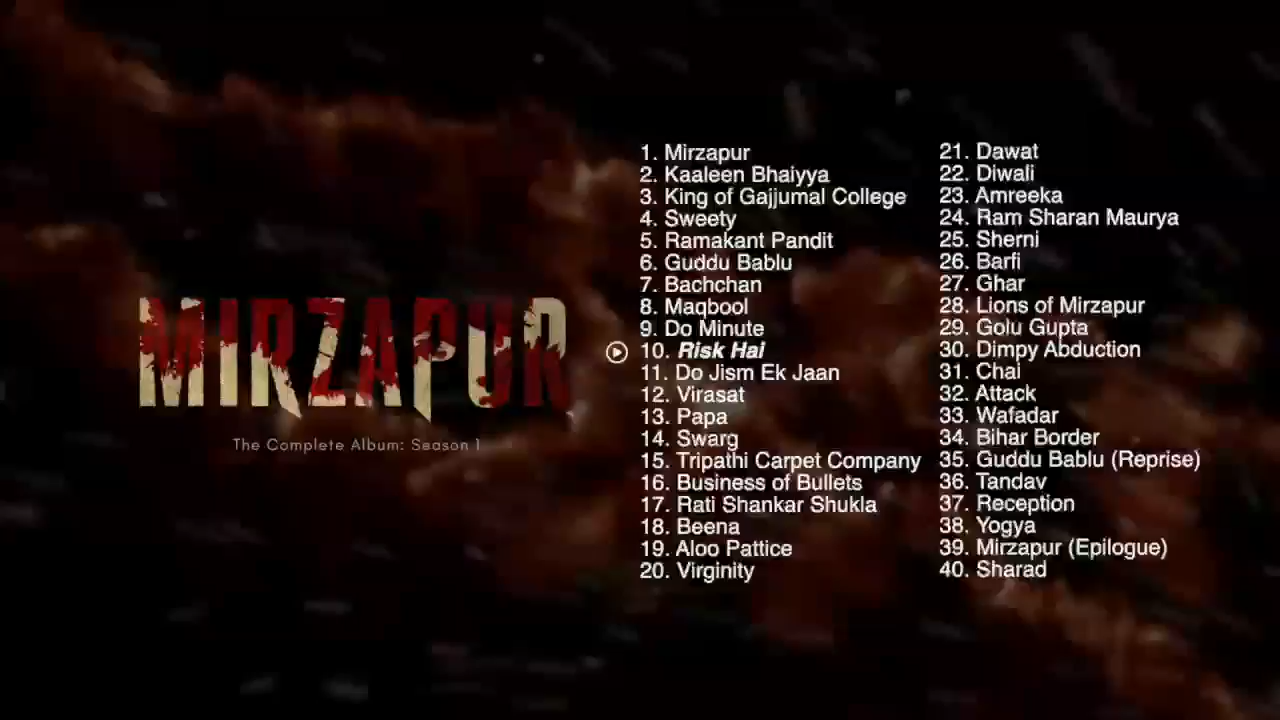 MIRZAPUR
The Complete Album: Season 1
1. Mirzapur
2. Kaaleen Bhaiyya
3. King of Gajjumal College
4. Sweety
5. Ramakant Pandit
6. Guddu Bablu
7. Bachchan
8. Maqbool
9. Do Minute
10. Risk Hai
11. Do Jism Ek Jaan
12. Virasat
13. Papa
14. Swarg
15. Tripathi Carpet Company
16. Business of Bullets
17. Rati Shankar Shukla
18. Beena
19. Aloo Pattice
20. Virginity
21. Dawat
22. Diwali
23. Amreeka
24. Ram Sharan Maurya
25. Sherni
26. Barfi
27. Ghar
28. Lions of Mirzapur
29. Golu Gupta
30. Dimpy Abduction
31. Chai
32. Attack
33. Wafadar
34. Bihar Border
35. Guddu Bablu (Reprise)
36. Tandav
37. Reception
38. Yogya
39. Mirzapur (Epilogue)
40. Sharad